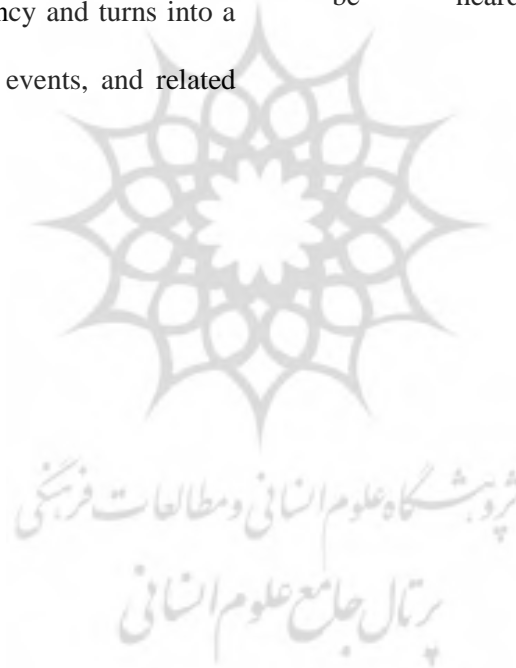 ncy and turns into a
events, and related
be heard
پژوهشگاه علوم انسانی و مطالعات فرهنگی
پرتال جامع علوم انسانی